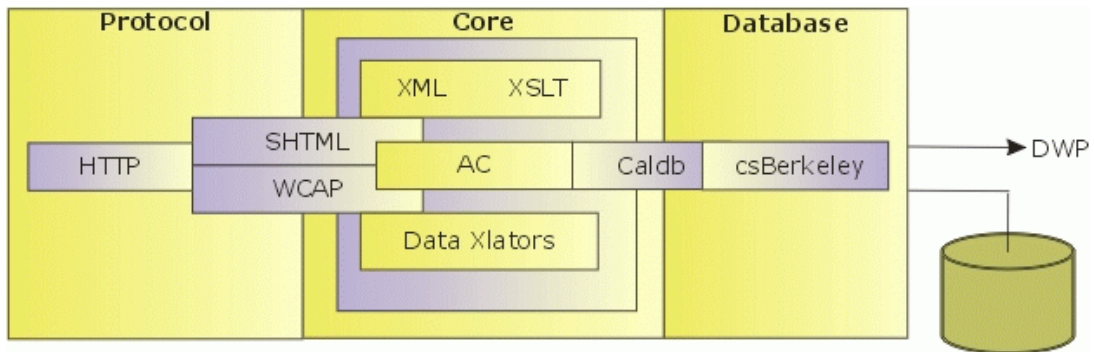 Protocol
Core
Database
XML XSLT
SHTML
HTTP
AC
Caldb
csBerkeley
DWP
WCAP
Data Xlators